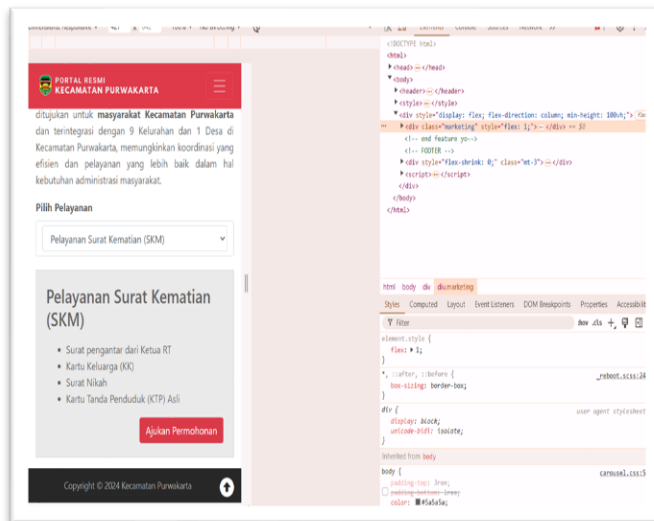 PORTAL RESMI
KECAMATAN PURWAKARTA
ditujukan untuk masyarakat Kecamatan Purwakarta
dan terintegrasi dengan 9 Kelurahan dan 1 Desa di
Kecamatan Purwakarta, memungkinkan koordinasi yang
efisien dan pelayanan yang lebih baik dalam hal
kebutuhan administrasi masyarakat.
Pilih Pelayanan
Pelayanan Surat Kematian (SKM)
Pelayanan Surat Kematian
(SKM)
• Surat pengantar dari Ketua RT
• Kartu Keluarga (KK)
• Surat Nikah
• Kartu Tanda Penduduk (KTP) Asli
Ajukan Permohonan
Copyright © 2024 Kecamatan Purwakarta
<!DOCTYPE html>
<html>
<head> </head>
<body>
<header> </header>
<style> </style>
<div style="display: flex; flex-direction: column; min-height: 100vh;">
<div class="marketing" style="flex: 1;"> </div> == $0
<!-- end feature yo-->
<!-- FOOTER -->
<div style="flex-shrink: 0;" class="mt-3"> </div>
<script> </script>
</div>
</body>
</html>
html body div div.marketing
Styles Computed Layout Event Listeners DOM Breakpoints Properties Accessibili
Filter :hov .cls +
element.style {
flex: 1;
}
*, ::after, ::before { _reboot.scss:24
box-sizing: border-box;
}
div { user agent stylesheet
display: block;
unicode-bidi: isolate;
}
Inherited from body
body { carousel.css:5
padding-top: 3rem;
padding-bottom: 3rem;
color: #5a5a5a;